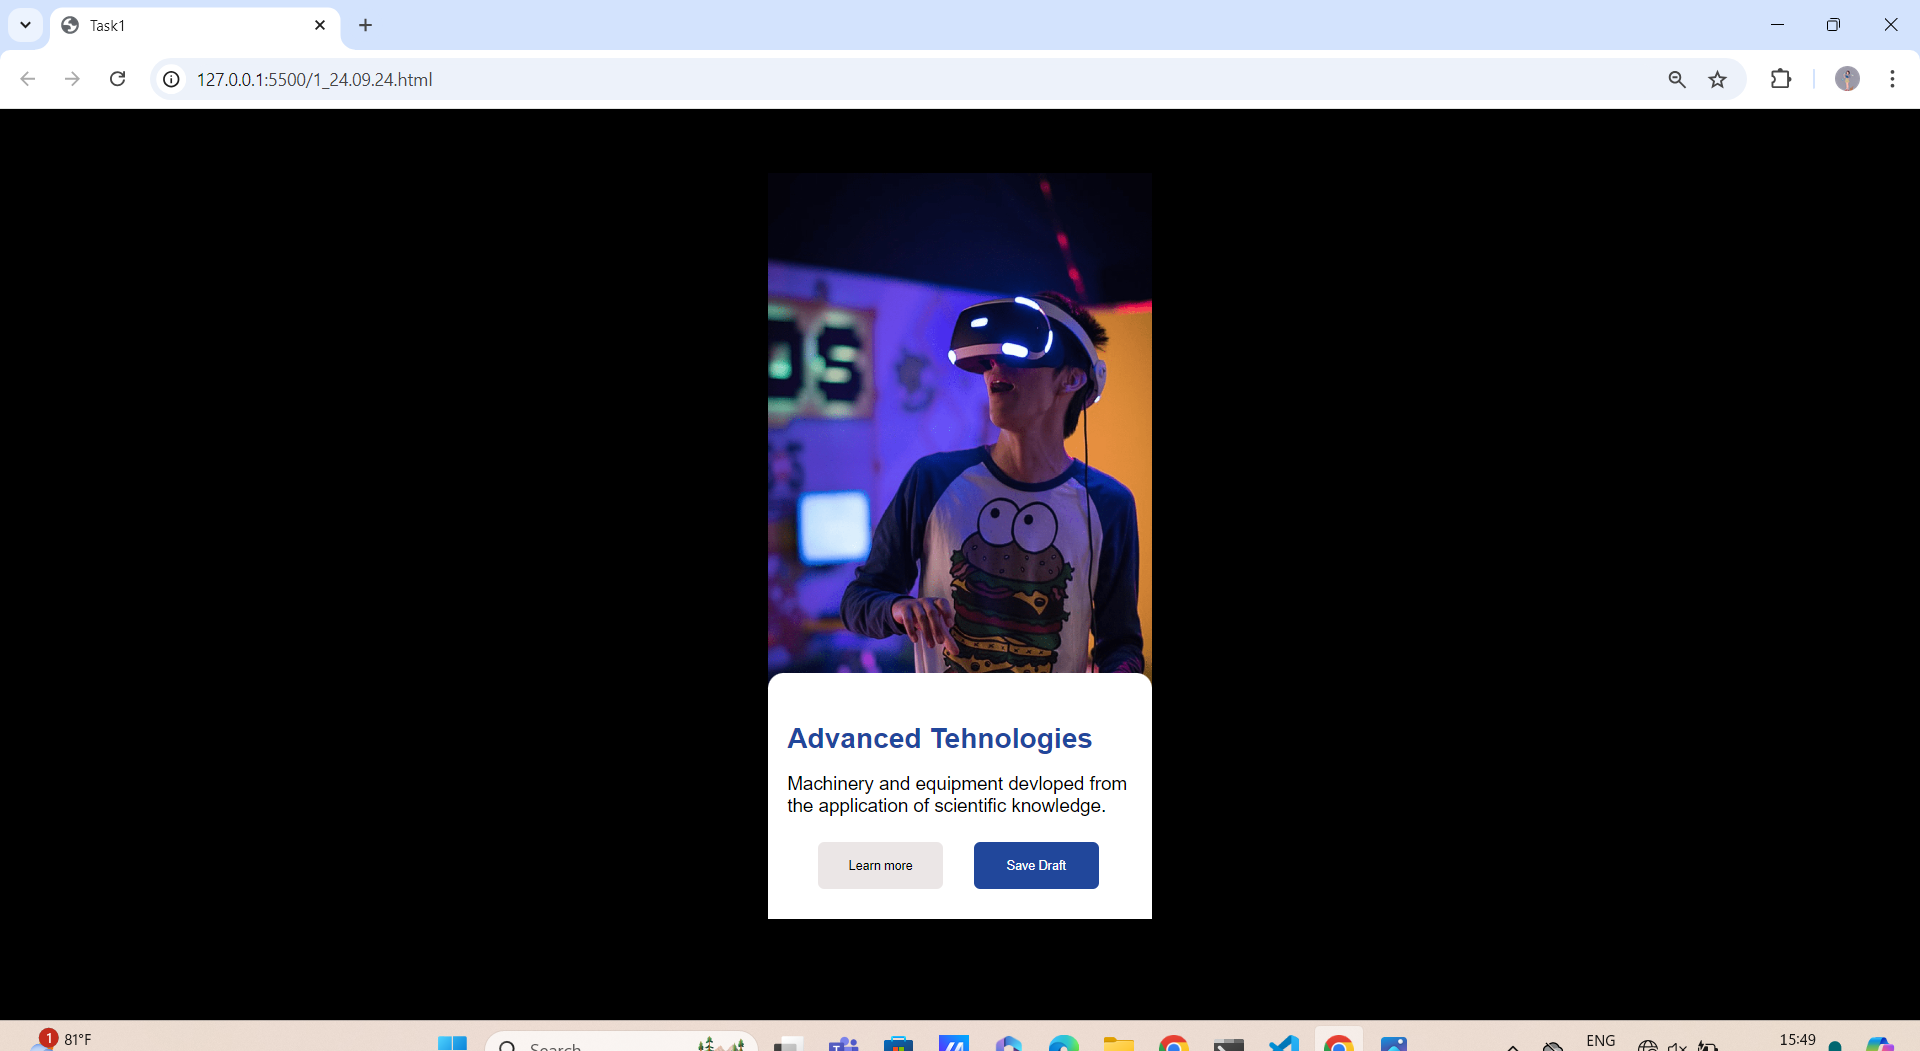 Task1
127.0.0.1:5500/1_24.09.24.html
OS
Advanced Tehnologies
Machinery and equipment devloped from
the application of scientific knowledge.
Learn more
Save Draft
1
81°F
Search
ENG
15:49